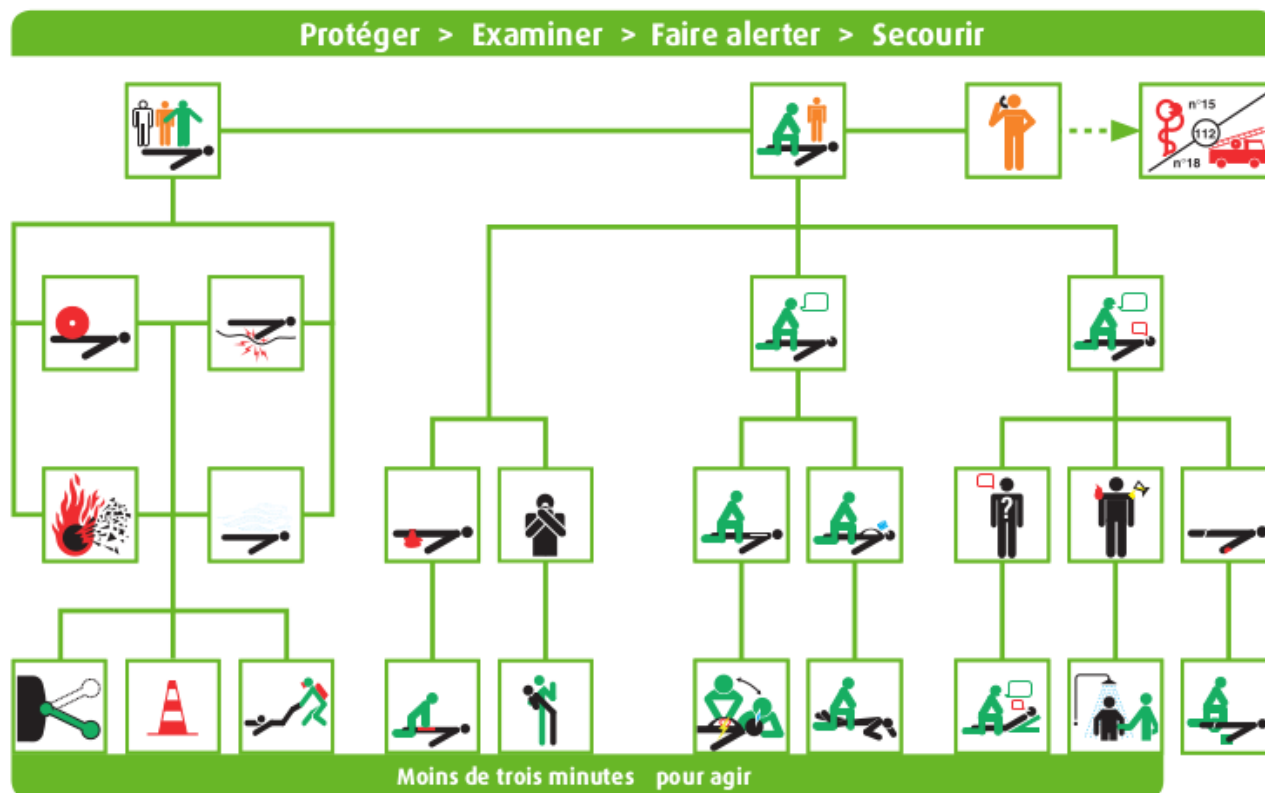 Protéger > Examiner > Faire alerter > Secourir
n°15
112
n°18
?
Moins de trois minutes pour agir